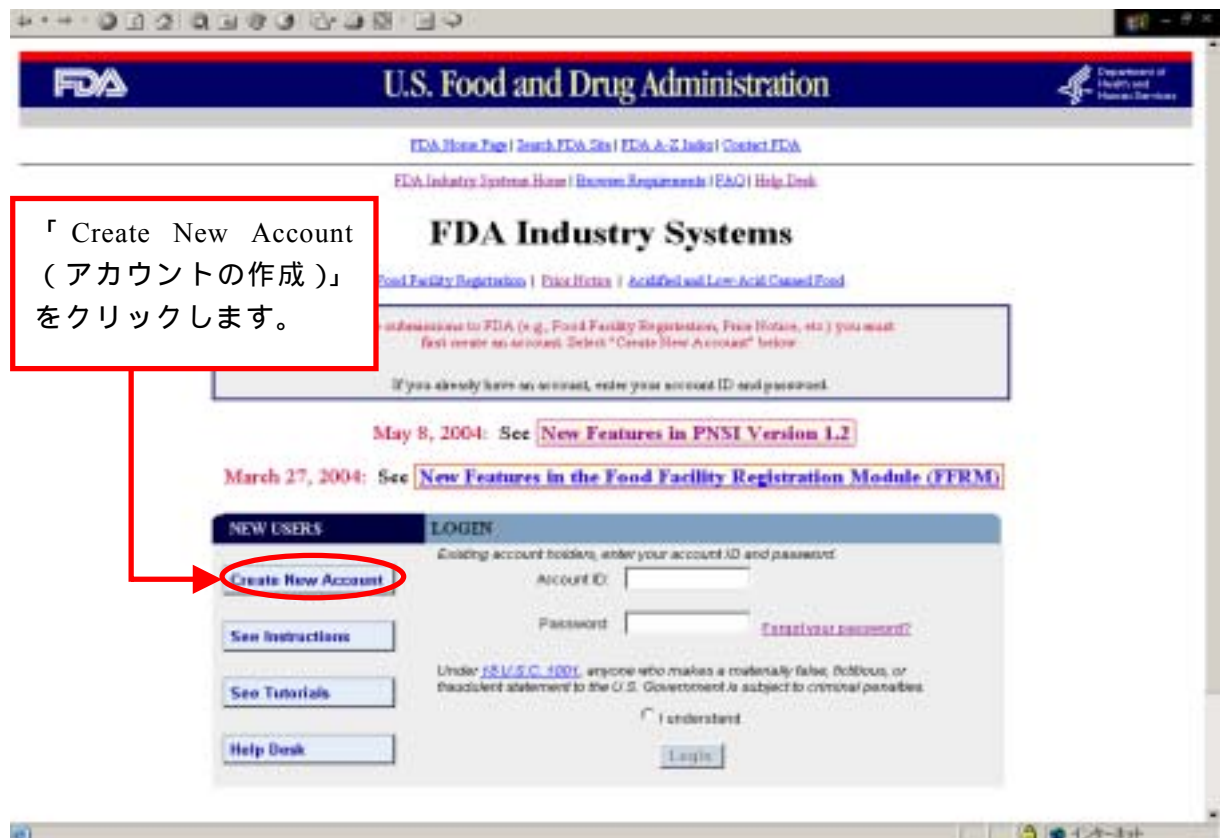 FDA
U.S. Food and Drug Administration
Department of
Health and
Human Services
FDA Home Page | Search FDA Site | FDA A-Z Index | Contact FDA
FDA Industry Systems Home | Browser Requirements | FAQ | Help Desk
「 Create New Account
(アカウントの作成)」
をクリックします。
FDA Industry Systems
Food Facility Registration | Prior Notice | Acidified and Low-Acid Canned Food
submissions to FDA (e.g., Food Facility Registration, Prior Notice, etc.) you must
first create an account. Select "Create New Account" below
If you already have an account, enter your account ID and password.
May 8, 2004: See New Features in PNSI Version 1.2
March 27, 2004: See New Features in the Food Facility Registration Module (FFRM)
NEW USERS
LOGIN
Existing account holders, enter your account ID and password.
Create New Account
Account ID:
Password:
Forgot your password?
See Instructions
Under 18 U.S.C. 1001, anyone who makes a materially false, fictitious, or
fraudulent statement to the U.S. Government is subject to criminal penalties.
See Tutorials
I understand
Help Desk
Login
インターネット